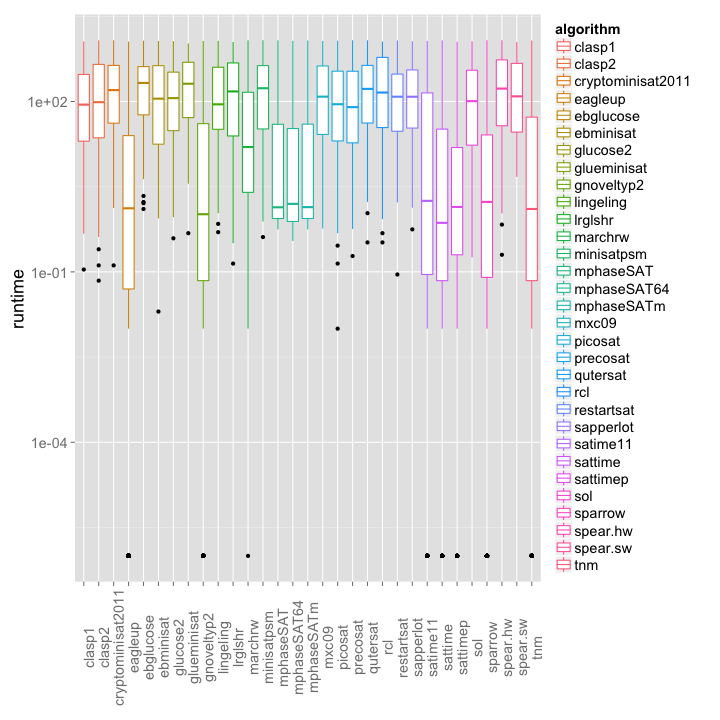 algorithm
clasp1
clasp2
cryptominisat2011
eagleup
ebglucose
ebminisat
glucose2
glueminisat
gnoveltyp2
lingeling
lrglshr
marchrw
minisatpsm
mphaseSAT
mphaseSAT64
mphaseSATm
mxc09
picosat
precosat
qutersat
rcl
restartsat
sapperlot
satime11
sattime
sattimep
sol
sparrow
spear.hw
spear.sw
tnm
1e+02
1e-01
1e-04
runtime
clasp1
clasp2
cryptominisat2011
eagleup
ebglucose
ebminisat
glucose2
glueminisat
gnoveltyp2
lingeling
lrglshr
marchrw
minisatpsm
mphaseSAT
mphaseSAT64
mphaseSATm
mxc09
picosat
precosat
qutersat
rcl
restartsat
sapperlot
satime11
sattime
sattimep
sol
sparrow
spear.hw
spear.sw
tnm